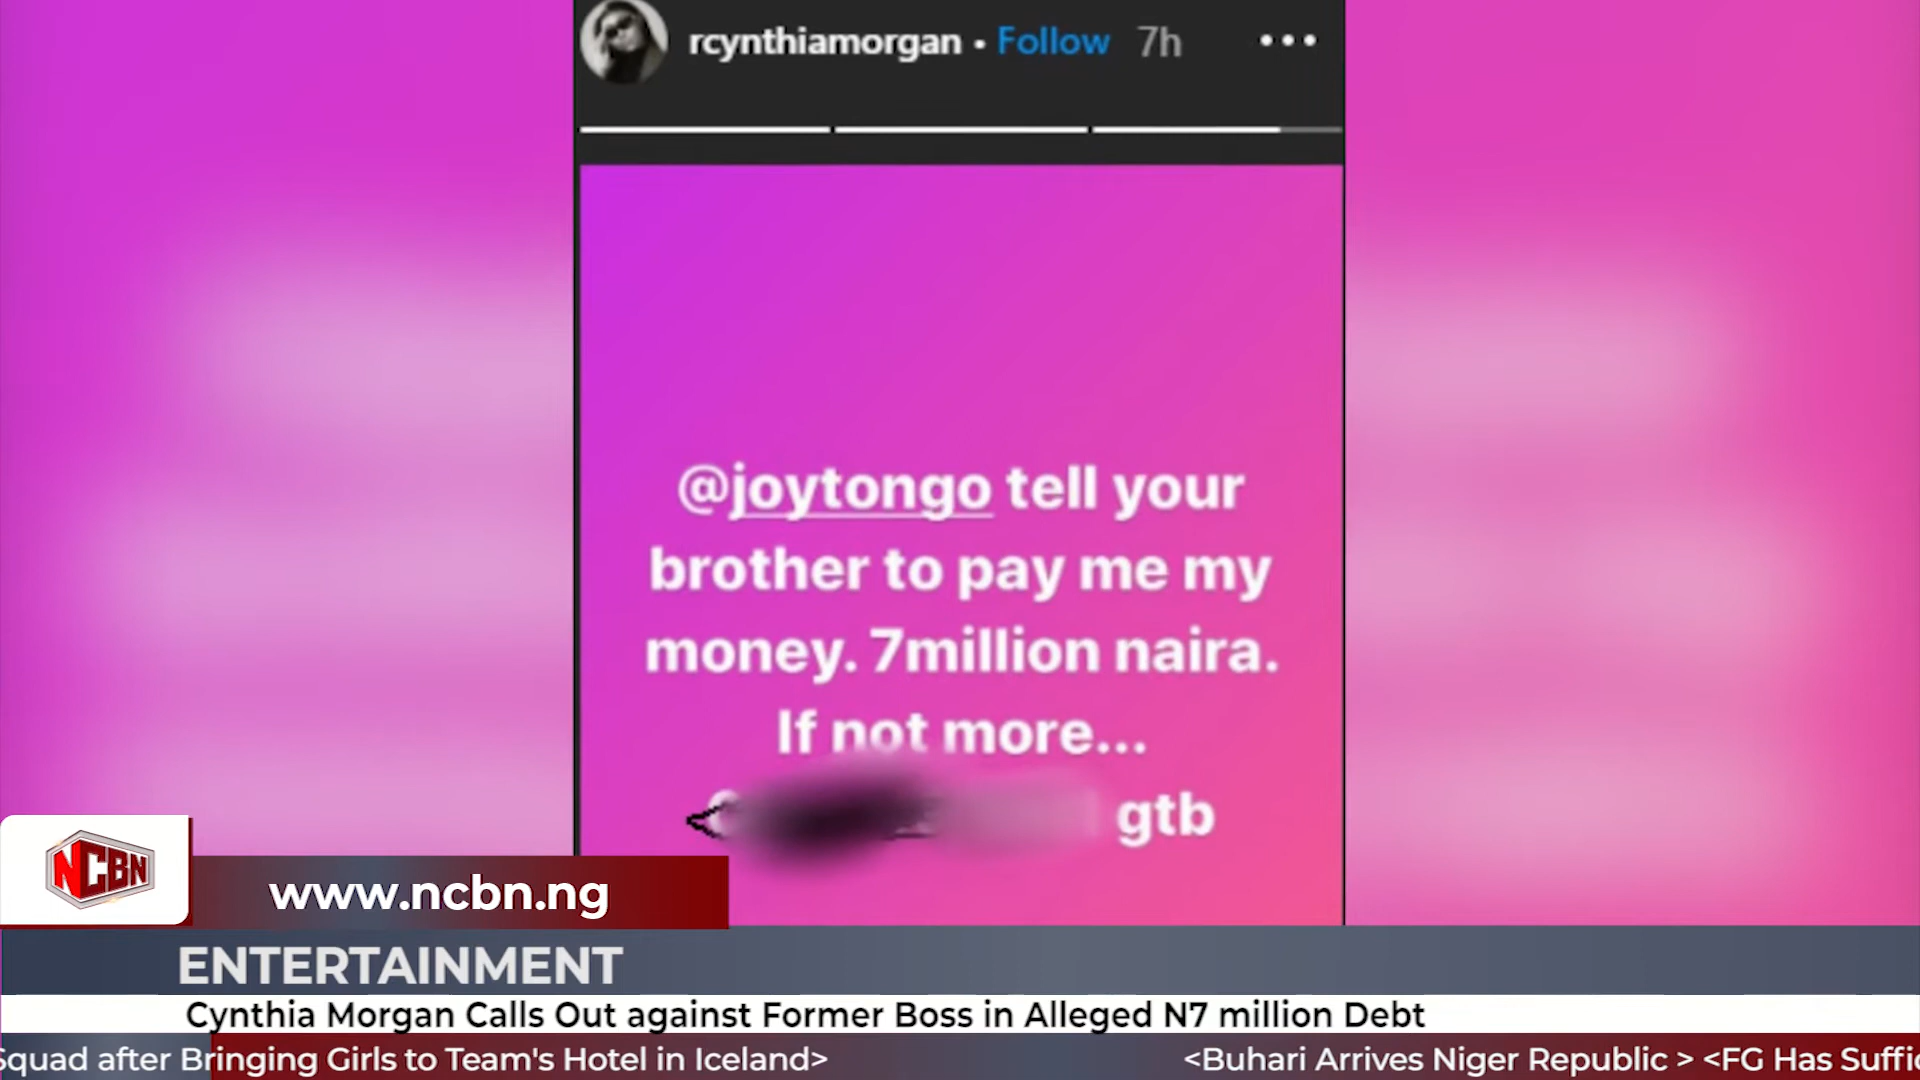 rcynthiamorgan • Follow 7h •••
@joytongo tell your
brother to pay me my
money. 7million naira.
If not more...
gtb
NCBN
www.ncbn.ng
ENTERTAINMENT
Cynthia Morgan Calls Out against Former Boss in Alleged N7 million Debt
Squad after Bringing Girls to Team's Hotel in Iceland> <Buhari Arrives Niger Republic > <FG Has